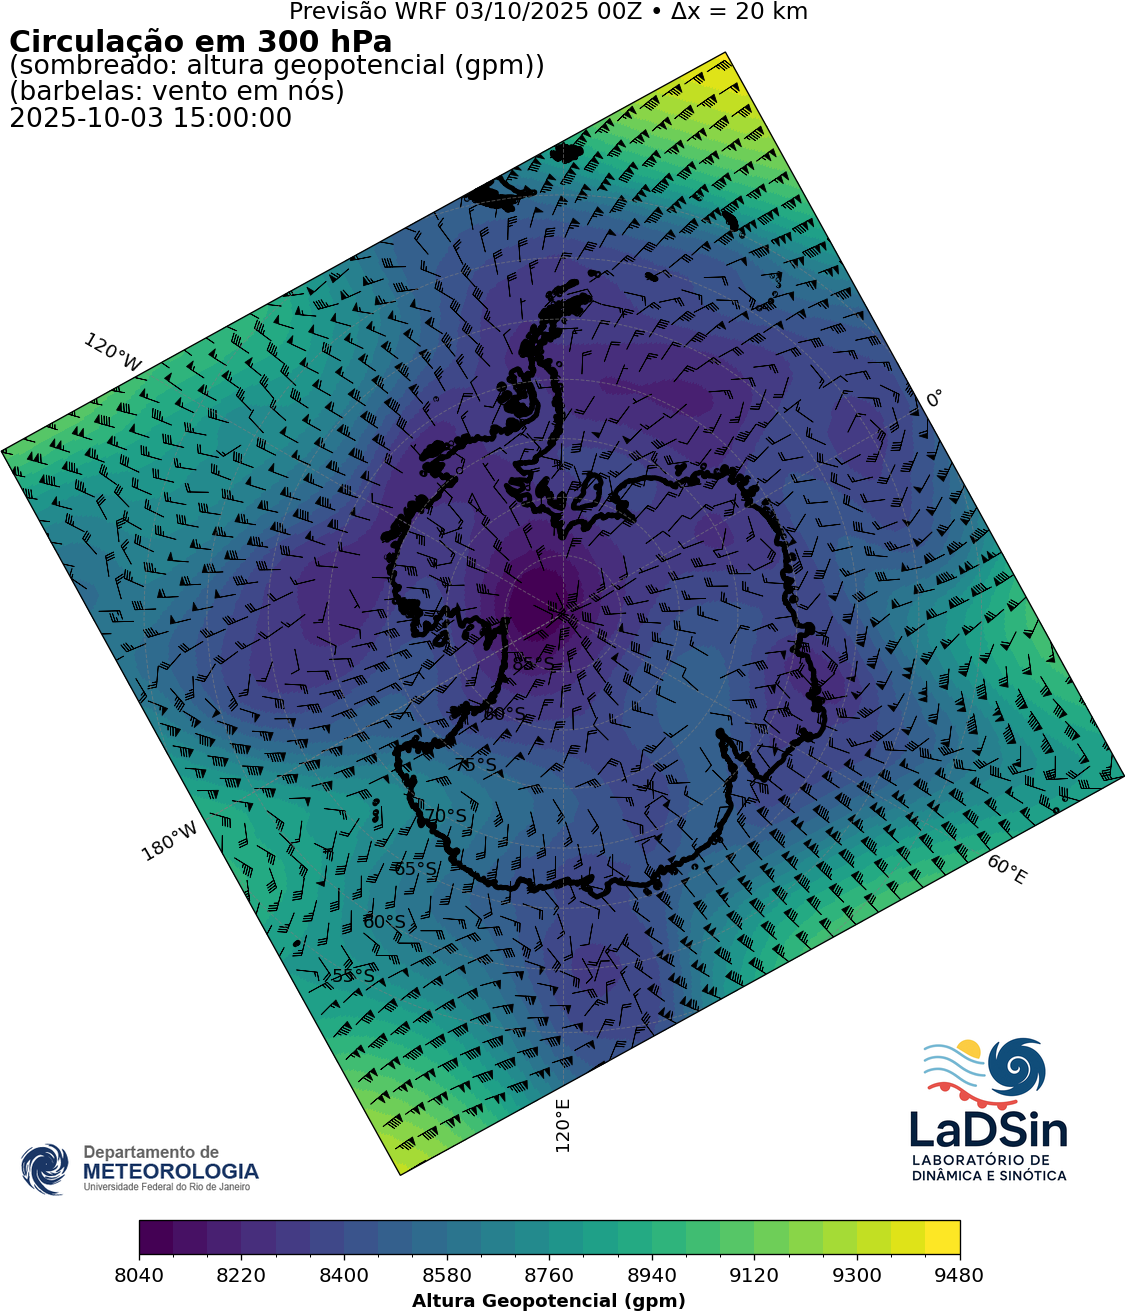 Previsão WRF 03/10/2025 00Z • Δx = 20 km
Circulação em 300 hPa
(sombreado: altura geopotencial (gpm))
(barbelas: vento em nós)
2025-10-03 15:00:00
120°W
0°
85°S
80°S
75°S
70°S
180°W
65°S
60°E
60°S
55°S
120°E
LaDSin
LABORATÓRIO DE
DINÂMICA E SINÓTICA
Departamento de
METEOROLOGIA
Universidade Federal do Rio de Janeiro
8040 8220 8400 8580 8760 8940 9120 9300 9480
Altura Geopotencial (gpm)